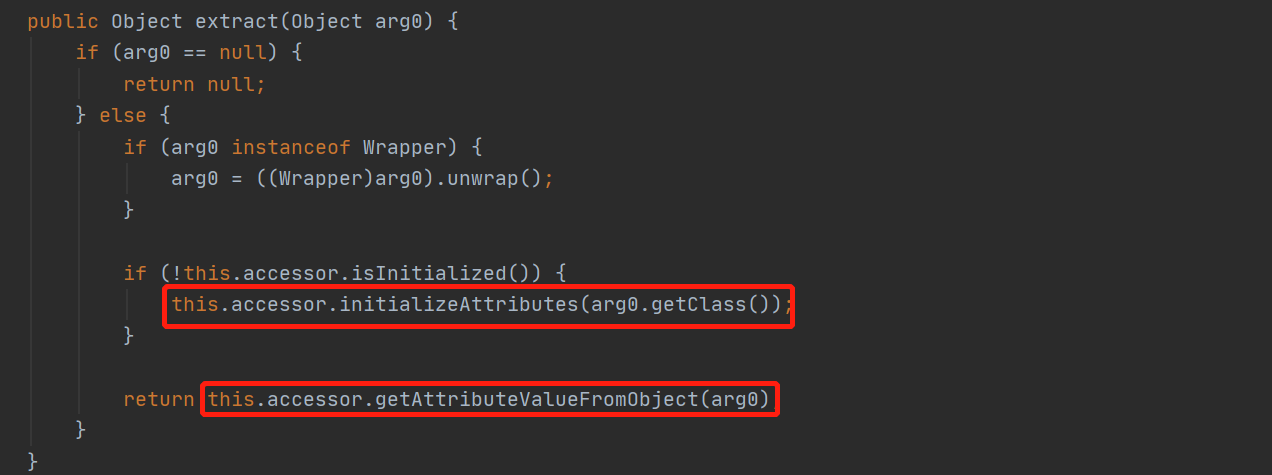 public Object extract(Object arg0) {
if (arg0 == null) {
return null;
} else {
if (arg0 instanceof Wrapper) {
arg0 = ((Wrapper)arg0).unwrap();
}
if (!this.accessor.isInitialized()) {
this.accessor.initializeAttributes(arg0.getClass());
}
return this.accessor.getAttributeValueFromObject(arg0)
}
}